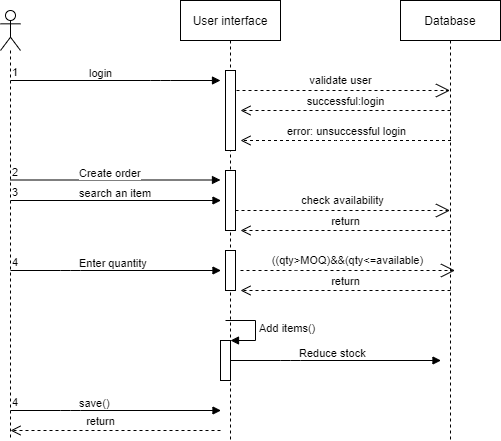 User interface
Database
1
login
validate user
successful:login
error: unsuccessful login
2
Create order
3
search an item
check availability
return
4
Enter quantity
((qty>MOQ)&&(qty<=available)
return
Add items()
Reduce stock
4
save()
return